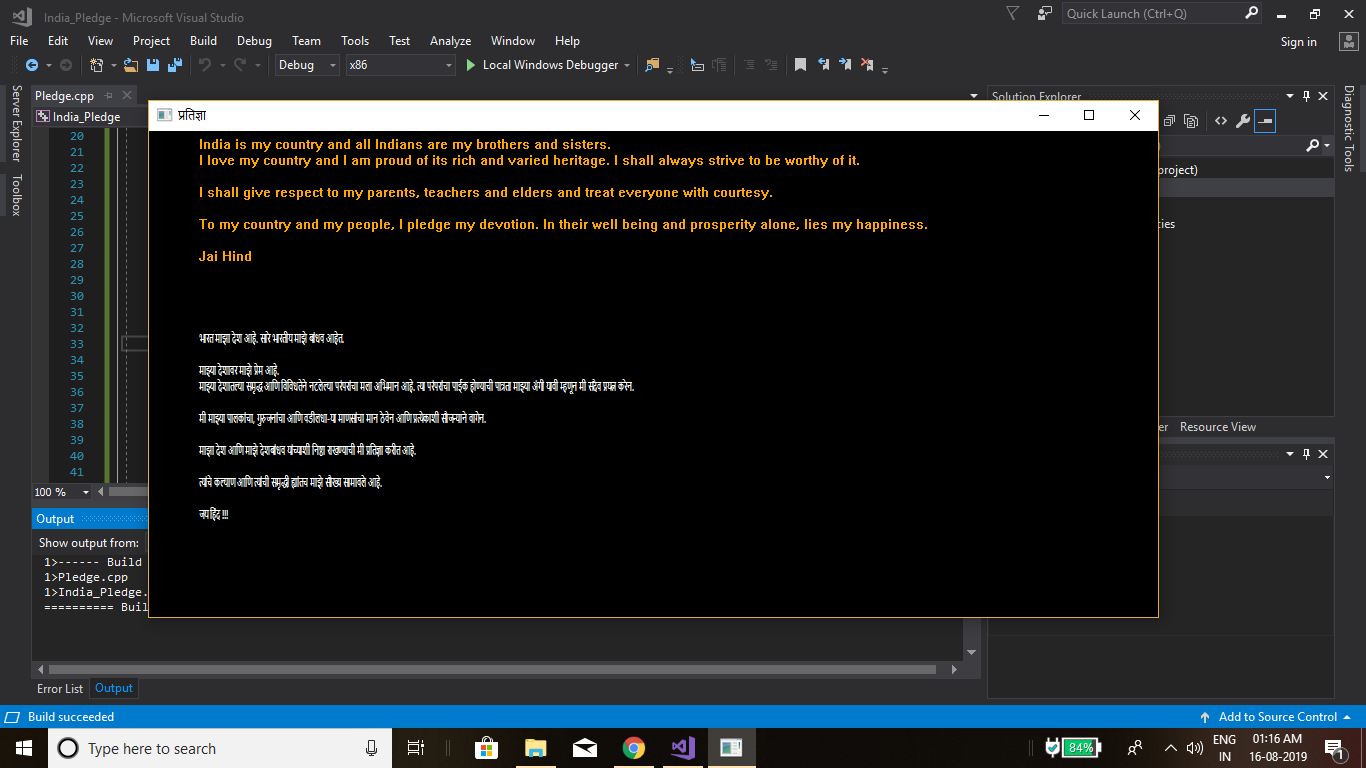 India_Pledge - Microsoft Visual Studio
Quick Launch (Ctrl+Q)
File Edit View Project Build Debug Team Tools Test Analyze Window Help
Sign in
Debug x86 Local Windows Debugger
Server Explorer
Toolbox
Pledge.cpp
India_Pledge
Solution Explorer
Diagnostic Tools
प्रतिज्ञा
India is my country and all Indians are my brothers and sisters.
I love my country and I am proud of its rich and varied heritage. I shall always strive to be worthy of it.
I shall give respect to my parents, teachers and elders and treat everyone with courtesy.
To my country and my people, I pledge my devotion. In their well being and prosperity alone, lies my happiness.
Jai Hind
भारत माझा देश आहे. सारे भारतीय माझे बांधव आहेत.
माझ्या देशावर माझे प्रेम आहे.
माझ्या देशातल्या समृद्ध आणि विविधतेने नटलेल्या परंपरांचा मला अभिमान आहे. त्या परंपरांचा पाईक होण्याची पात्रता माझ्या अंगी यावी म्हणून मी सदैव प्रयत्न करेन.
मी माझ्या पालकांचा, गुरुजनांचा आणि वडीलधा-या माणसांचा मान ठेवेन आणि प्रत्येकाशी सौजन्याने वागेन.
माझा देश आणि माझे देशबांधव यांच्याशी निष्ठा राखण्याची मी प्रतिज्ञा करीत आहे.
त्यांचे कल्याण आणि त्यांची समृद्धी ह्यांतच माझे सौख्य सामावले आहे.
जय हिंद !!!
20
21
22
23
24
25
26
27
28
29
30
31
32
33
34
35
36
37
38
39
40
41
project)
Resource View
100 %
Output
Show output from:
1>------ Build
1>Pledge.cpp
1>India_Pledge.
========== Buil
Error List Output
Build succeeded
Add to Source Control
Type here to search
84%
ENG
IN
01:16 AM
16-08-2019
1